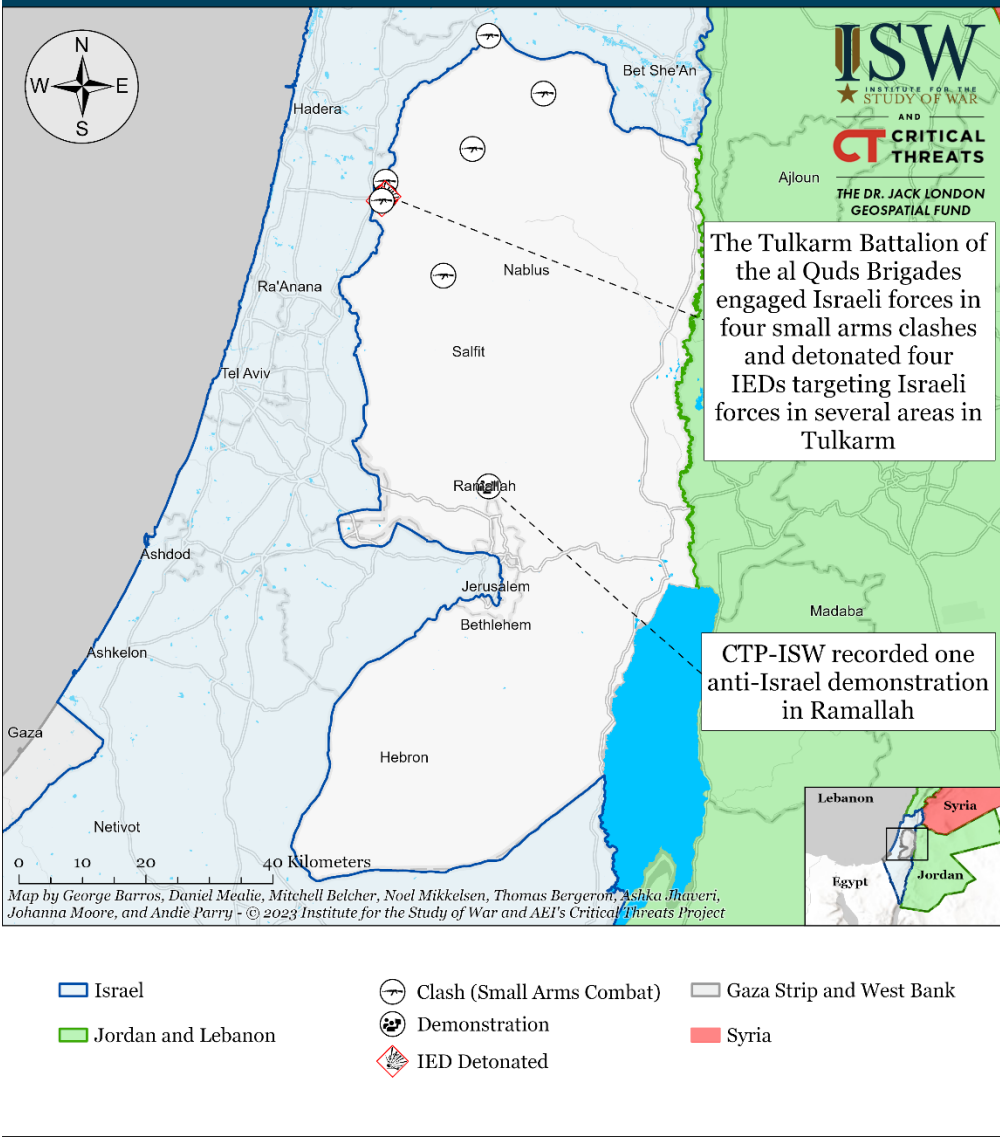 N
W
E
S
Hadera
Bet She'An
ISW
INSTITUTE FOR THE
STUDY OF WAR
AND
CT CRITICAL
THREATS
THE DR. JACK LONDON
GEOSPATIAL FUND
Ajloun
The Tulkarm Battalion of
the al Quds Brigades
engaged Israeli forces in
four small arms clashes
and detonated four
IEDs targeting Israeli
forces in several areas in
Tulkarm
Nablus
Ra'Anana
Salfit
Tel Aviv
Ramallah
Ashdod
Jerusalem
Bethlehem
Madaba
Ashkelon
CTP-ISW recorded one
anti-Israel demonstration
in Ramallah
Gaza
Hebron
Netivot
Lebanon
Syria
Egypt
Jordan
0 10 20 40 Kilometers
Map by George Barros, Daniel Mealie, Mitchell Belcher, Noel Mikkelsen, Thomas Bergeron, Ashka Jhaveri,
Johanna Moore, and Andie Parry - © 2023 Institute for the Study of War and AEI's Critical Threats Project
Israel
Jordan and Lebanon
Clash (Small Arms Combat)
Demonstration
IED Detonated
Gaza Strip and West Bank
Syria